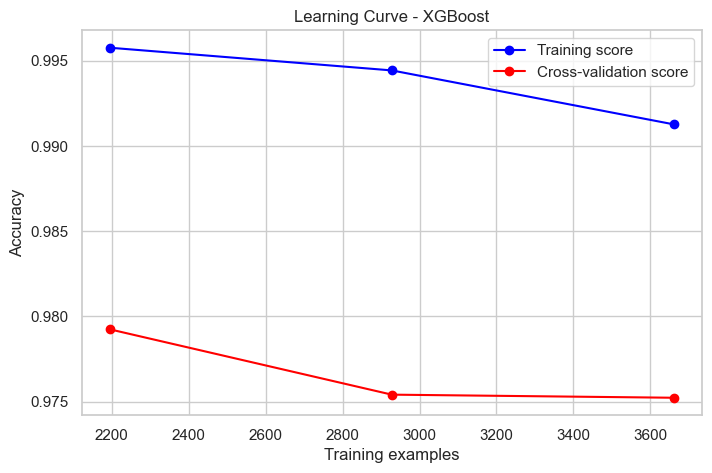 Learning Curve - XGBoost
Training score
Cross-validation score
0.995
0.990
0.985
0.980
0.975
Accuracy
2200 2400 2600 2800 3000 3200 3400 3600
Training examples